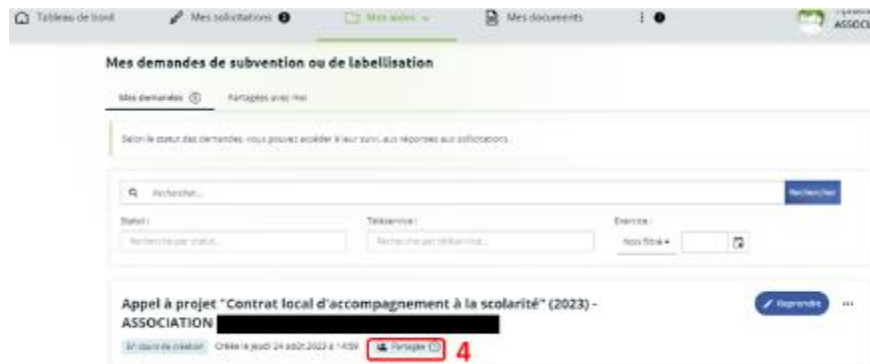 Tableau de bord Mes sollicitations Mes aides Mes documents
ASSOCI
Mes demandes de subvention ou de labellisation
Mes demandes Partagées avec moi
Selon le statut des demandes, vous pouvez accéder à leur suivi, aux réponses aux sollicitations.
Rechercher... Rechercher
Statut : Téléservice : Exercice :
Recherche par statut... Recherche par téléservice... Non filtré
Appel à projet "Contrat local d'accompagnement à la scolarité" (2023) - Reprendre ...
ASSOCIATION
En cours de création Créée le jeudi 24 août 2023 à 14:59 Partagée 4